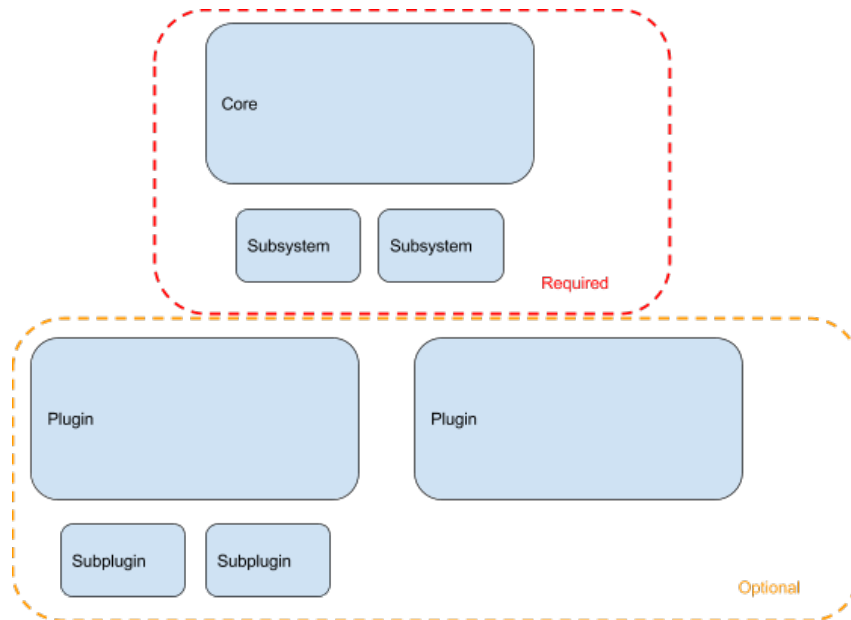 Core
Subsystem
Subsystem
Required
Plugin
Plugin
Subplugin
Subplugin
Optional